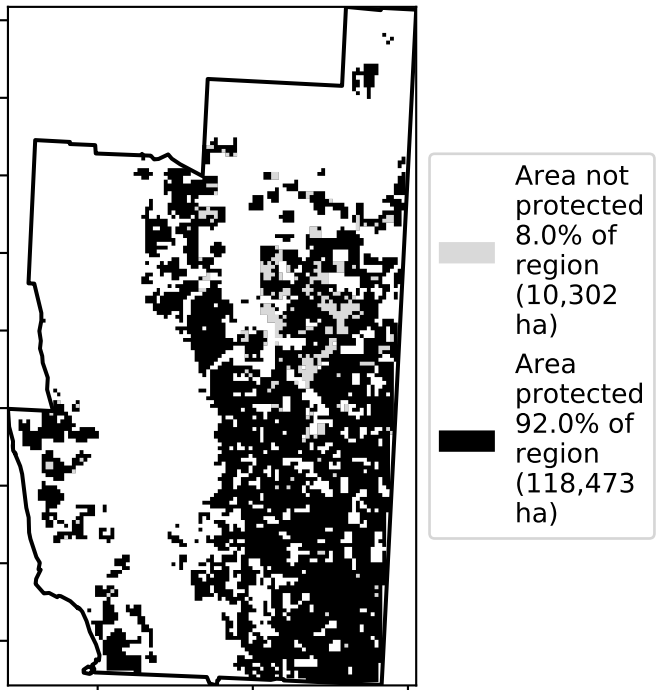 Area not
protected
8.0% of
region
(10,302
ha)
Area
protected
92.0% of
region
(118,473
ha)